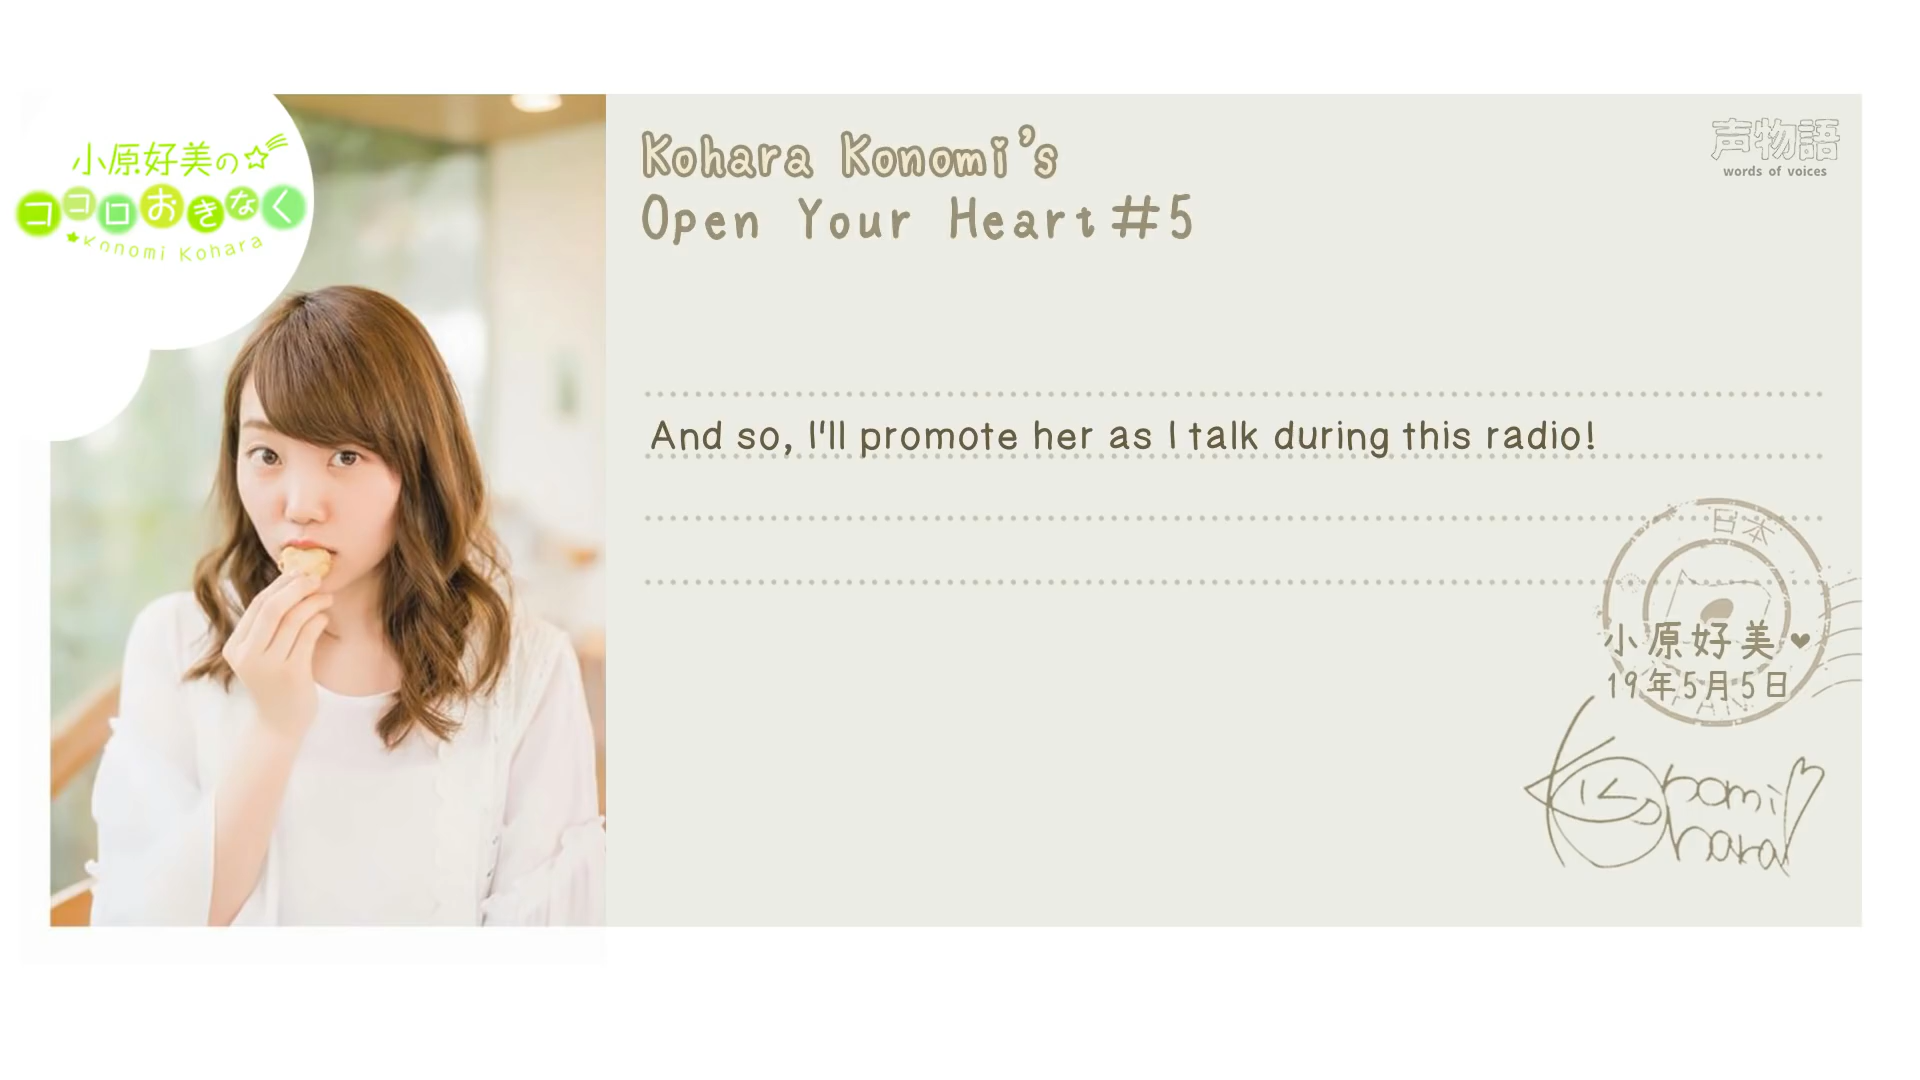 小原好美の☆
ココロおきなく
★Konomi Kohara
Kohara Konomi's
Open Your Heart #5
声物語
words of voices
And so, I'll promote her as I talk during this radio!
日本
小原好美♥
19年5月5日
Konomi
Kohara